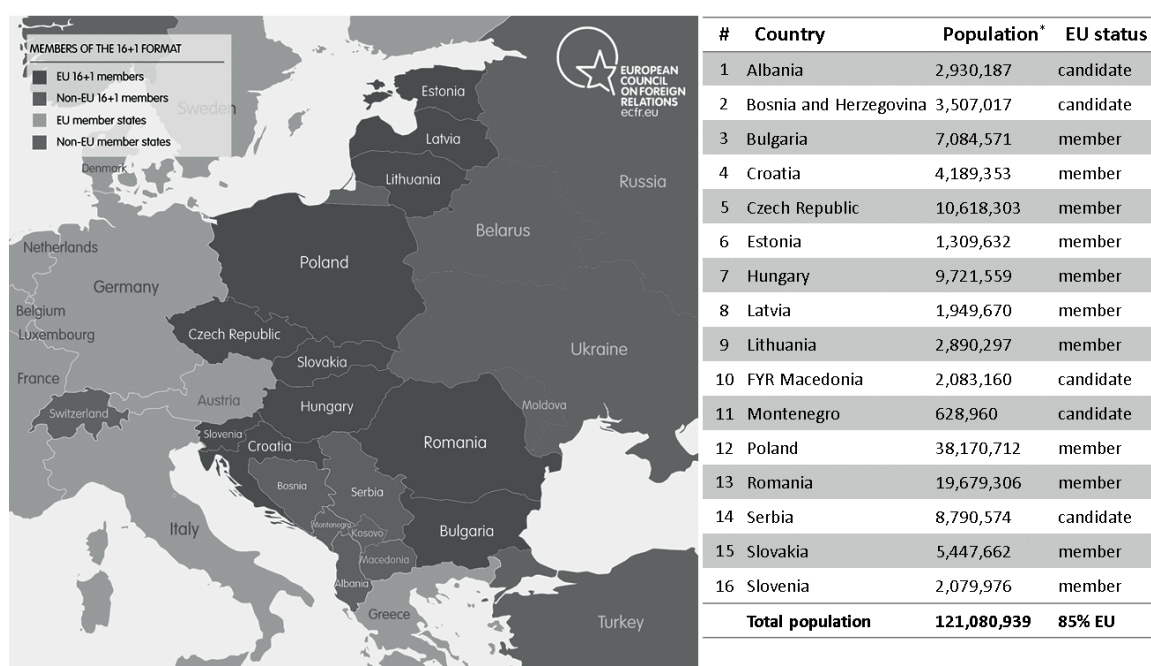 MEMBERS OF THE 16+1 FORMAT
EU 16+1 members
Non-EU 16+1 members
EU member states
Non-EU member states
EUROPEAN
COUNCIL
ON FOREIGN
RELATIONS
ecfr.eu
Sweden
Estonia
Latvia
Denmark
Lithuania
Russia
Belarus
Netherlands
Poland
Germany
Belgium
Luxembourg
Czech Republic
Ukraine
Slovakia
France
Austria
Hungary
Moldova
Switzerland
Slovenia
Croatia
Romania
Bosnia
Serbia
Italy
Montenegro
Kosovo
Bulgaria
Macedonia
Albania
Greece
Turkey
# Country Population* EU status
1 Albania 2,930,187 candidate
2 Bosnia and Herzegovina 3,507,017 candidate
3 Bulgaria 7,084,571 member
4 Croatia 4,189,353 member
5 Czech Republic 10,618,303 member
6 Estonia 1,309,632 member
7 Hungary 9,721,559 member
8 Latvia 1,949,670 member
9 Lithuania 2,890,297 member
10 FYR Macedonia 2,083,160 candidate
11 Montenegro 628,960 candidate
12 Poland 38,170,712 member
13 Romania 19,679,306 member
14 Serbia 8,790,574 candidate
15 Slovakia 5,447,662 member
16 Slovenia 2,079,976 member
Total population 121,080,939 85% EU